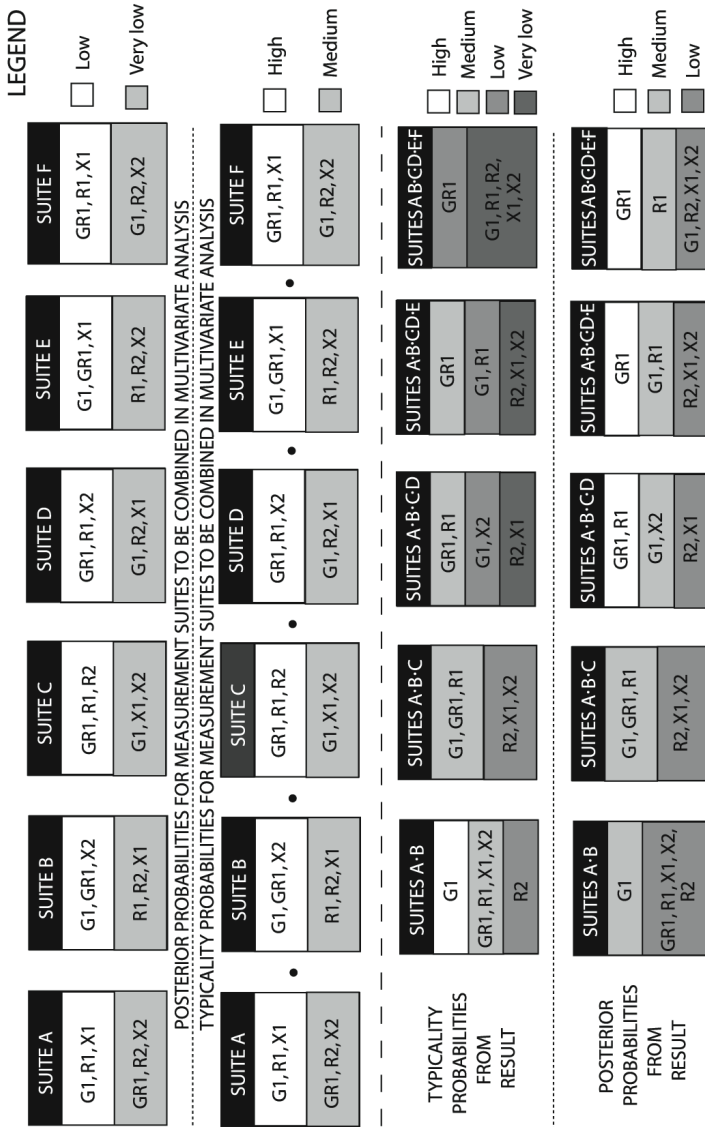 LEGEND
SUITE A
G1, R1, X1
GR1, R2, X2
SUITE B
G1, GR1, X2
R1, R2, X1
SUITE C
GR1, R1, R2
G1, X1, X2
SUITE D
GR1, R1, X2
G1, R2, X1
SUITE E
G1, GR1, X1
R1, R2, X2
SUITE F
GR1, R1, X1
G1, R2, X2
Low
Very low
POSTERIOR PROBABILITIES FOR MEASUREMENT SUITES TO BE COMBINED IN MULTIVARIATE ANALYSIS
TYPICALITY PROBABILITIES FOR MEASUREMENT SUITES TO BE COMBINED IN MULTIVARIATE ANALYSIS
SUITE A
G1, R1, X1
GR1, R2, X2
SUITE B
G1, GR1, X2
R1, R2, X1
SUITE C
GR1, R1, R2
G1, X1, X2
SUITE D
GR1, R1, X2
G1, R2, X1
SUITE E
G1, GR1, X1
R1, R2, X2
SUITE F
GR1, R1, X1
G1, R2, X2
High
Medium
TYPICALITY
PROBABILITIES
FROM
RESULT
SUITES A·B
G1
GR1, R1, X1, X2
R2
SUITES A·B·C
G1, GR1, R1
R2, X1, X2
SUITES A·B·C·D
GR1, R1
G1, X2
R2, X1
SUITES A·B·CD·E
GR1
G1, R1
R2, X1, X2
SUITES A B·CD·E·F
GR1
G1, R1, R2,
X1, X2
High
Medium
Low
Very low
POSTERIOR
PROBABILITIES
FROM
RESULT
SUITES A·B
G1
GR1, R1, X1, X2,
R2
SUITES A·B·C
G1, GR1, R1
R2, X1, X2
SUITES A·B·C·D
GR1, R1
G1, X2
R2, X1
SUITES A·B·CD·E
GR1
G1, R1
R2, X1, X2
SUITES A·B·CD·E·F
GR1
R1
G1, R2, X1, X2
High
Medium
Low